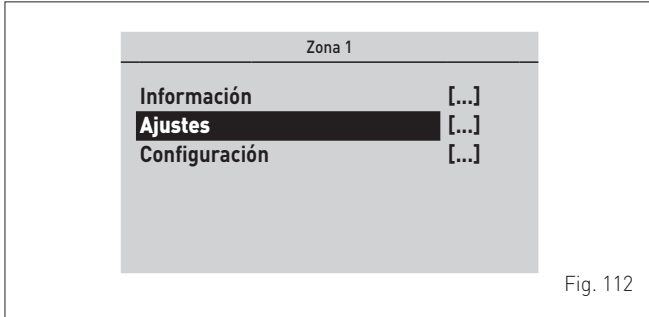 Zona 1
Información [...]
Ajustes [...]
Configuración [...]
Fig. 112